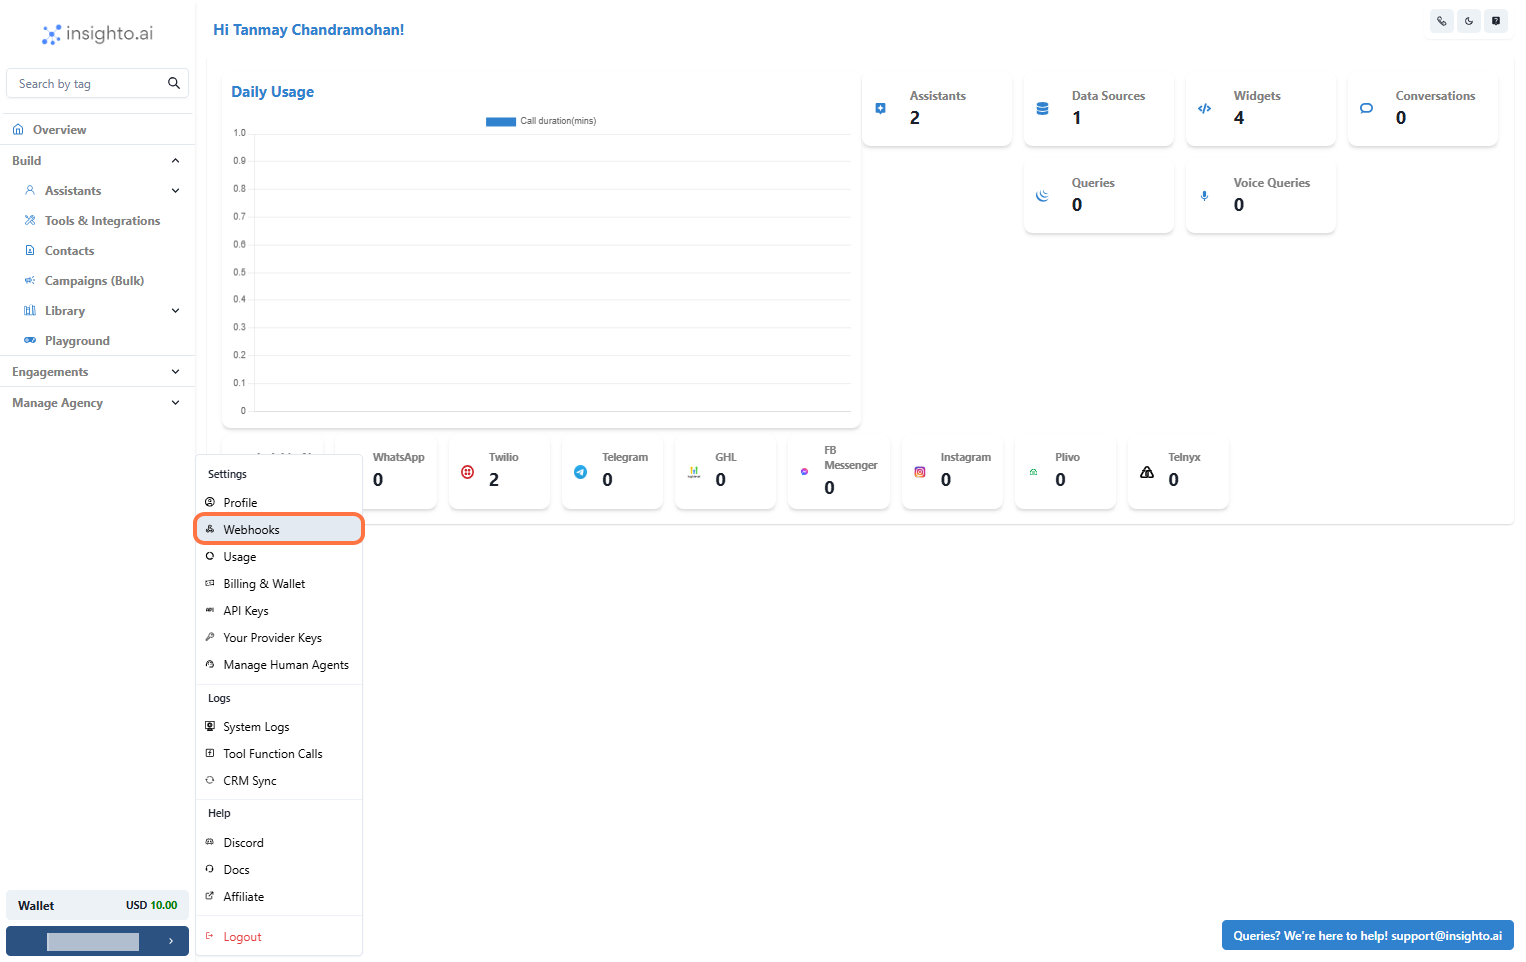 insighto.ai
Hi Tanmay Chandramohan!
Search by tag
Overview
Build
Assistants
Tools & Integrations
Contacts
Campaigns (Bulk)
Library
Playground
Engagements
Manage Agency
Daily Usage
Call duration(mins)
1.0
0.9
0.8
0.7
0.6
0.5
0.4
0.3
0.2
0.1
0
Assistants
2
Data Sources
1
Widgets
4
Conversations
0
Queries
0
Voice Queries
0
WhatsApp
0
Twilio
2
Telegram
0
GHL
0
FB
Messenger
0
Instagram
0
Plivo
0
Telnyx
0
Settings
Profile
Webhooks
Usage
Billing & Wallet
API Keys
Your Provider Keys
Manage Human Agents
Logs
System Logs
Tool Function Calls
CRM Sync
Help
Discord
Docs
Affiliate
Logout
Wallet USD 10.00
Queries? We're here to help! support@insighto.ai